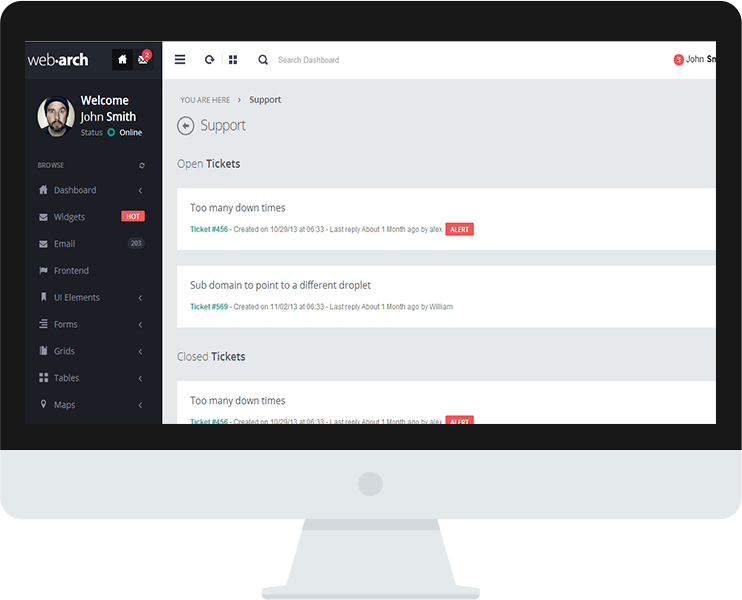 web·arch
2
Search Dashboard
3 John Sm
Welcome
John Smith
Status Online
BROWSE
Dashboard
Widgets HOT
Email 203
Frontend
UI Elements
Forms
Grids
Tables
Maps
YOU ARE HERE > Support
Support
Open Tickets
Too many down times
Ticket #456 - Created on 10/29/13 at 06:33 - Last reply About 1 Month ago by alex ALERT
Sub domain to point to a different droplet
Ticket #569 - Created on 11/02/13 at 06:33 - Last reply About 1 Month ago by William
Closed Tickets
Too many down times
Ticket #456 - Created on 10/29/13 at 06:33 - Last reply About 1 Month ago by alex ALERT